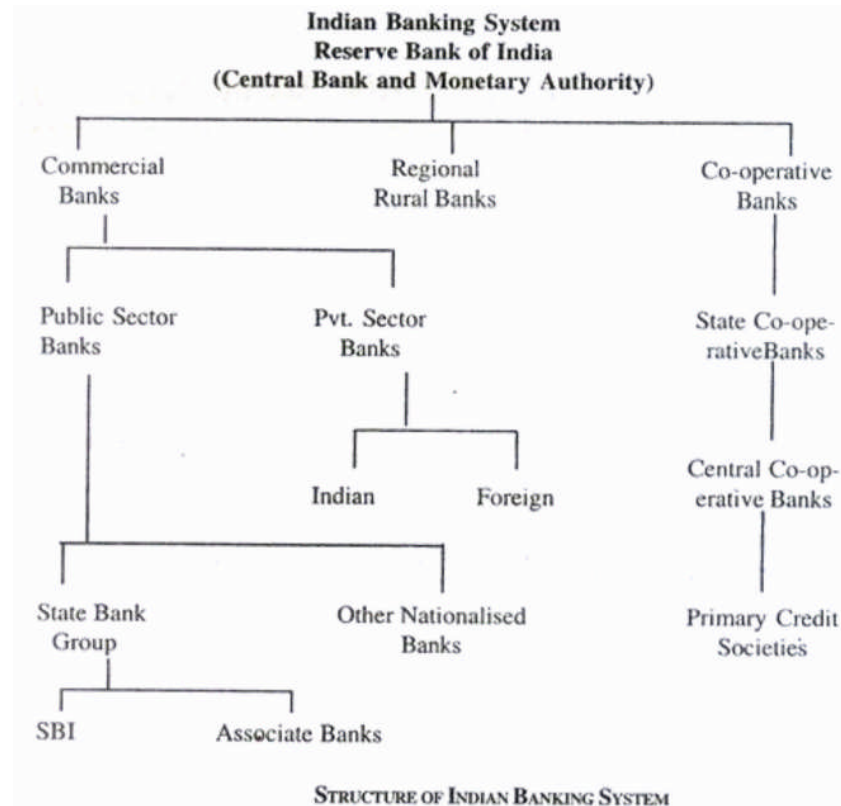 Indian Banking System
Reserve Bank of India
(Central Bank and Monetary Authority)
Commercial
Banks
Regional
Rural Banks
Co-operative
Banks
Public Sector
Banks
Pvt. Sector
Banks
State Co-ope-
rativeBanks
Indian
Foreign
Central Co-op-
erative Banks
State Bank
Group
Other Nationalised
Banks
Primary Credit
Societies
SBI
Associate Banks
STRUCTURE OF INDIAN BANKING SYSTEM